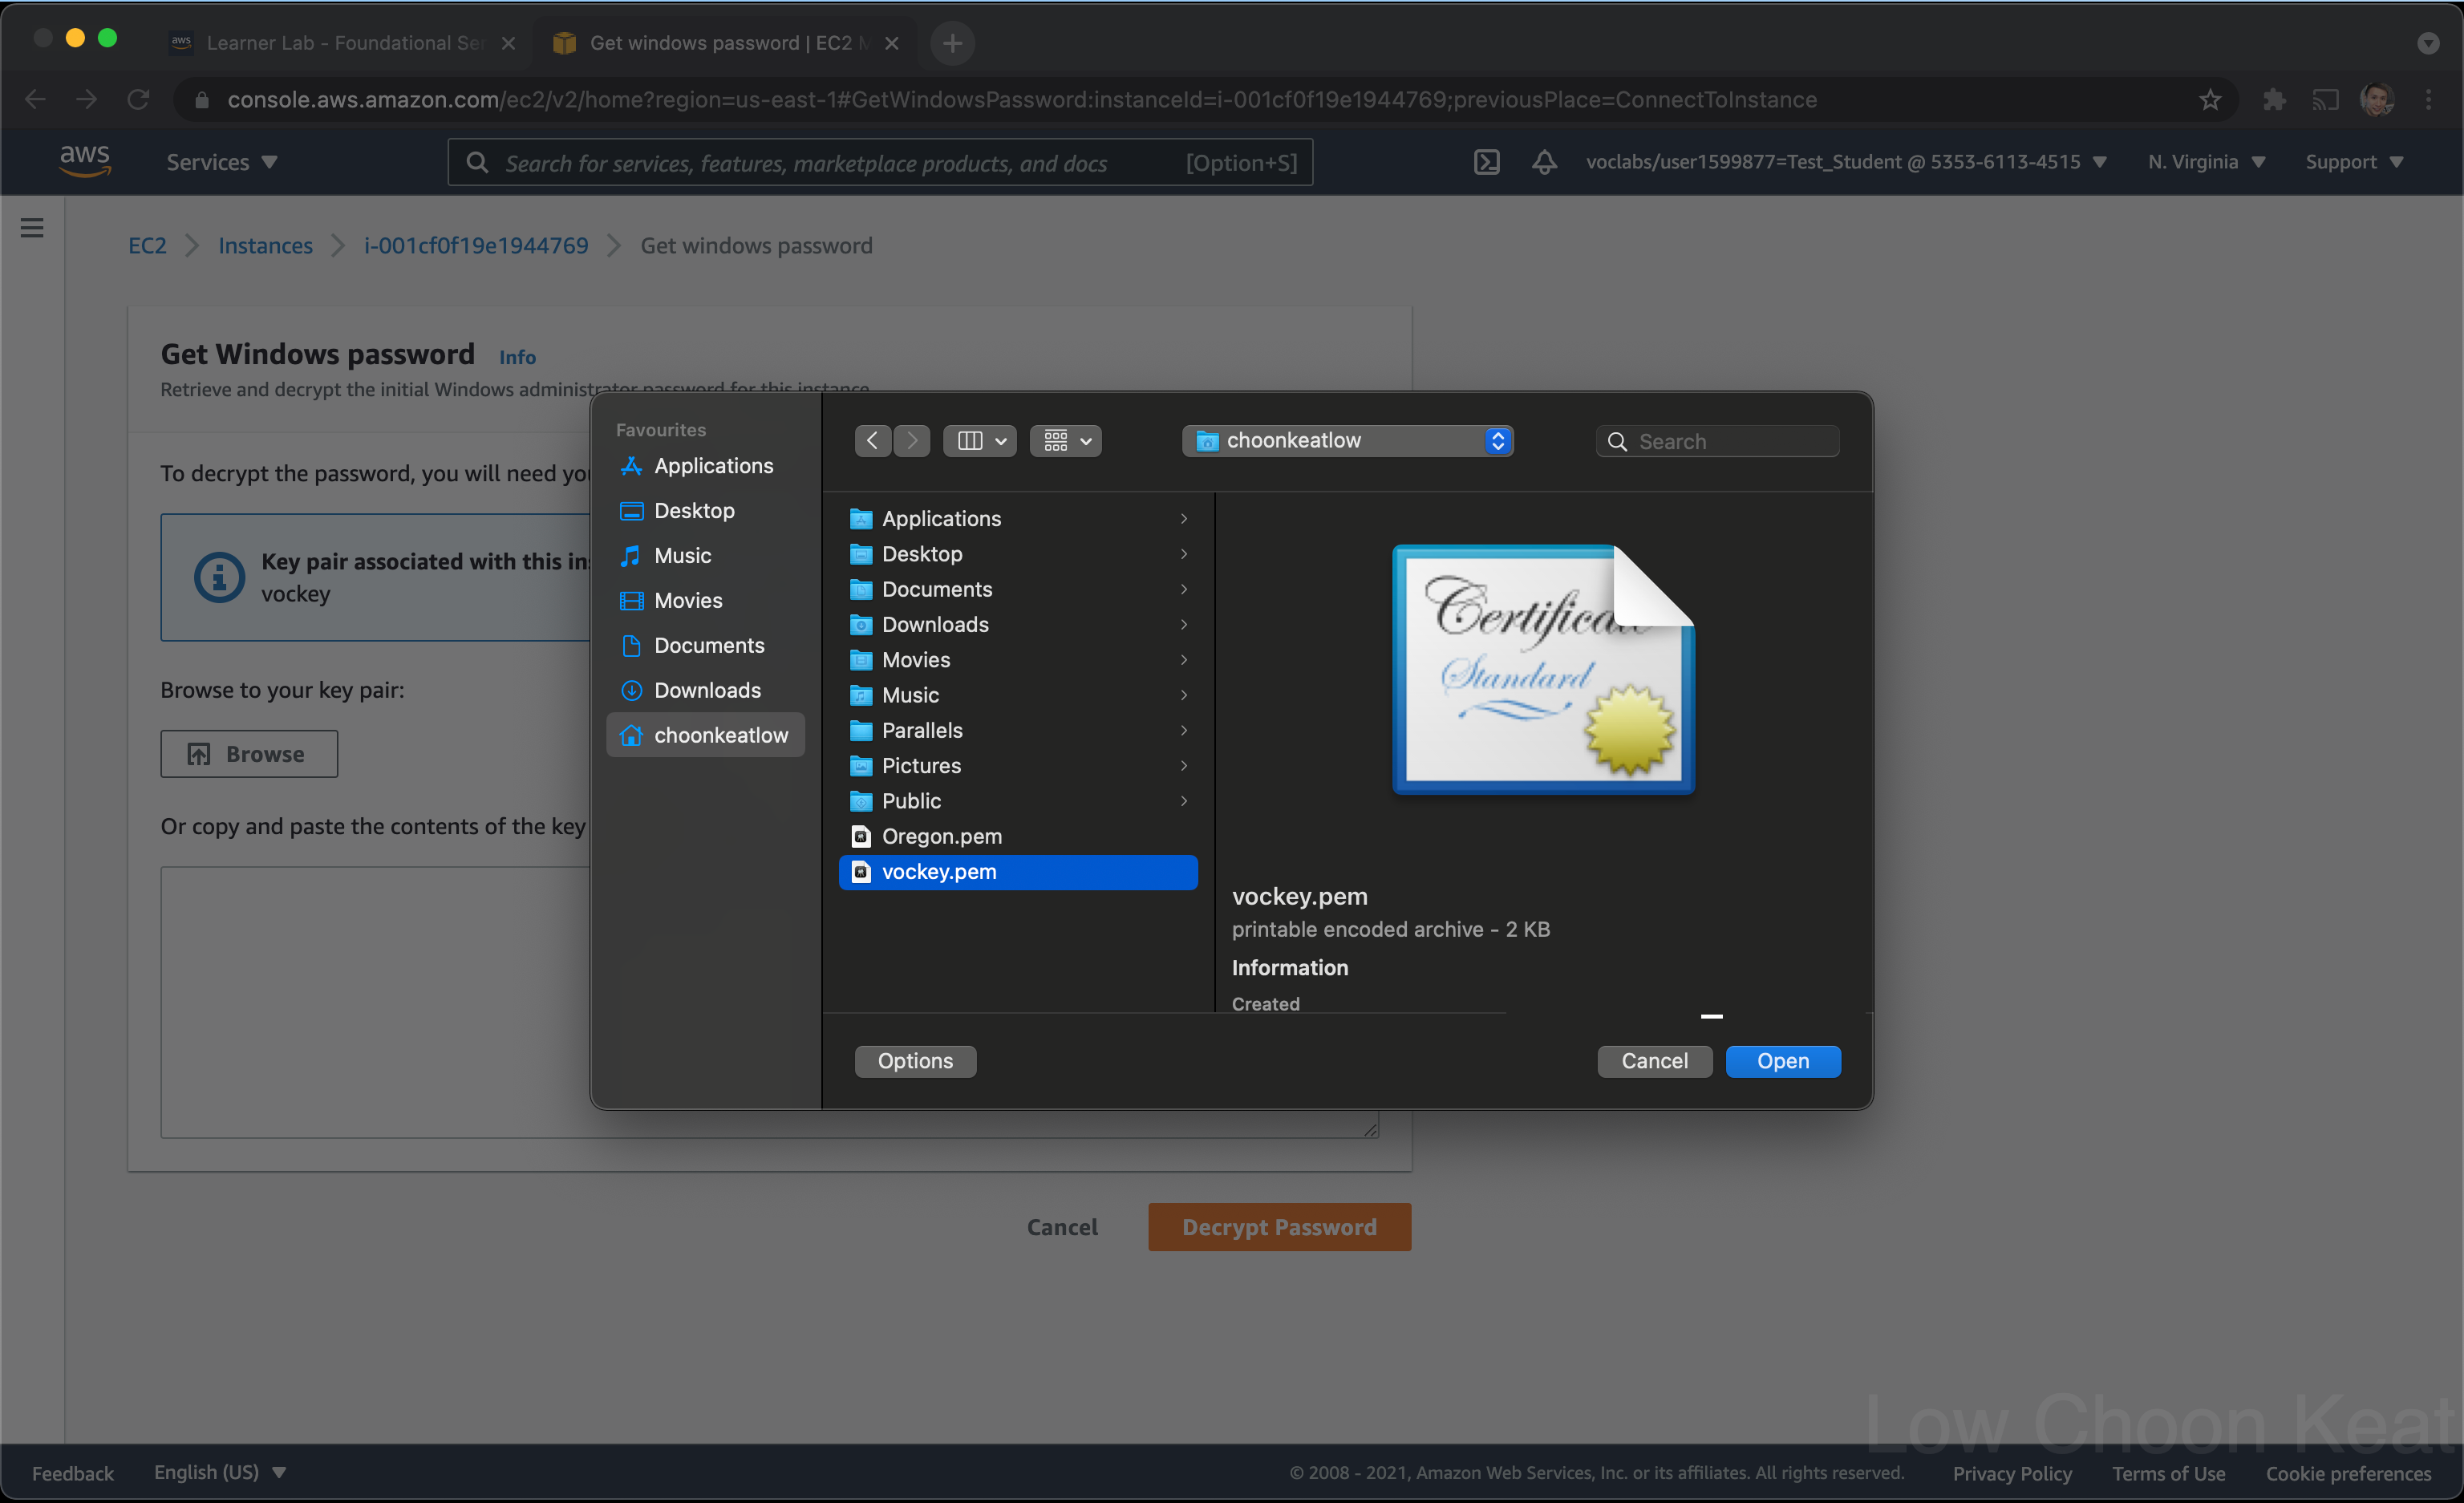 Learner Lab - Foundational Ser
Get windows password | EC2 M
console.aws.amazon.com/ec2/v2/home?region=us-east-1#GetWindowsPassword:instanceId=i-001cf0f19e1944769;previousPlace=ConnectToInstance
aws
Services
Search for services, features, marketplace products, and docs
[Option+S]
voclabs/user1599877=Test_Student @ 5353-6113-4515
N. Virginia
Support
EC2
Instances
i-001cf0f19e1944769
Get windows password
Get Windows password
Info
Retrieve and decrypt the initial Windows administrator password for this instance
To decrypt the password, you will need you
Key pair associated with this ins
vockey
Browse to your key pair:
Browse
Or copy and paste the contents of the key
Favourites
Applications
Desktop
Music
Movies
Documents
Downloads
choonkeatlow
choonkeatlow
Search
Applications
Desktop
Documents
Downloads
Movies
Music
Parallels
Pictures
Public
Oregon.pem
vockey.pem
Certificate
Standard
vockey.pem
printable encoded archive - 2 KB
Information
Created
Options
Cancel
Open
Cancel
Decrypt Password
Low Choon Keat
Feedback
English (US)
© 2008 - 2021, Amazon Web Services, Inc. or its affiliates. All rights reserved.
Privacy Policy
Terms of Use
Cookie preferences